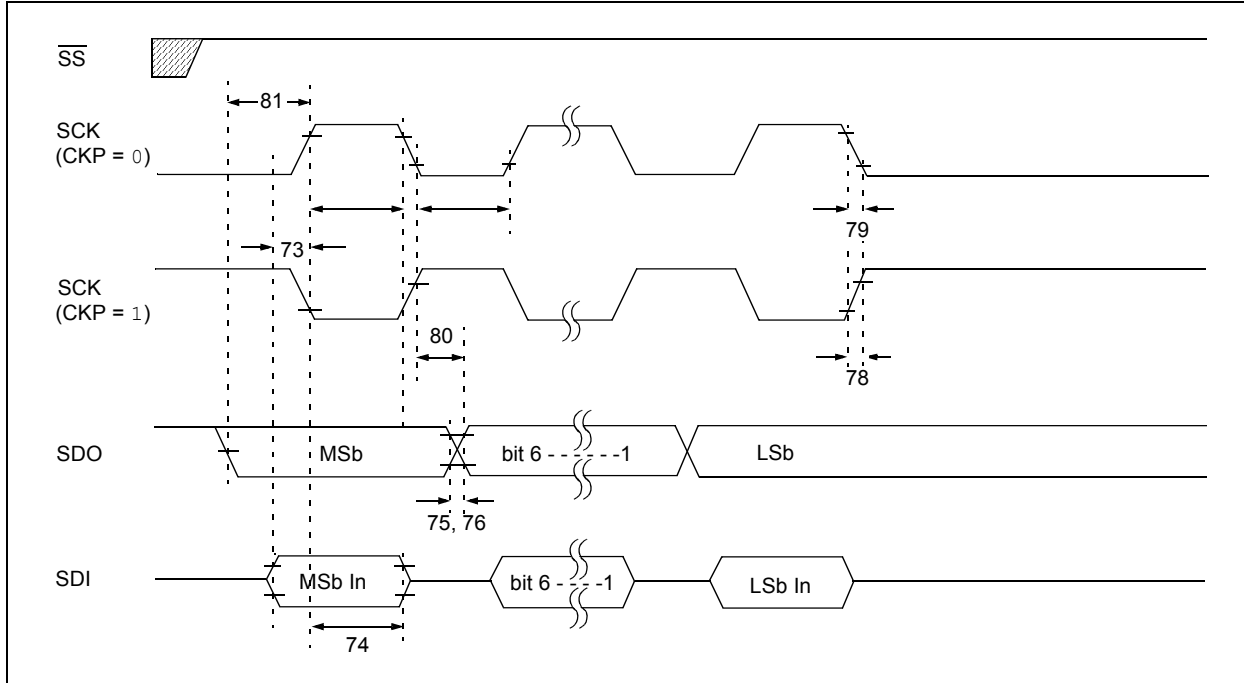 SS
81
SCK
(CKP = 0)
73
79
SCK
(CKP = 1)
80
78
SDO
MSb
bit 6 - - - - - -1
LSb
75, 76
SDI
MSb In
bit 6 - - - -1
LSb In
74